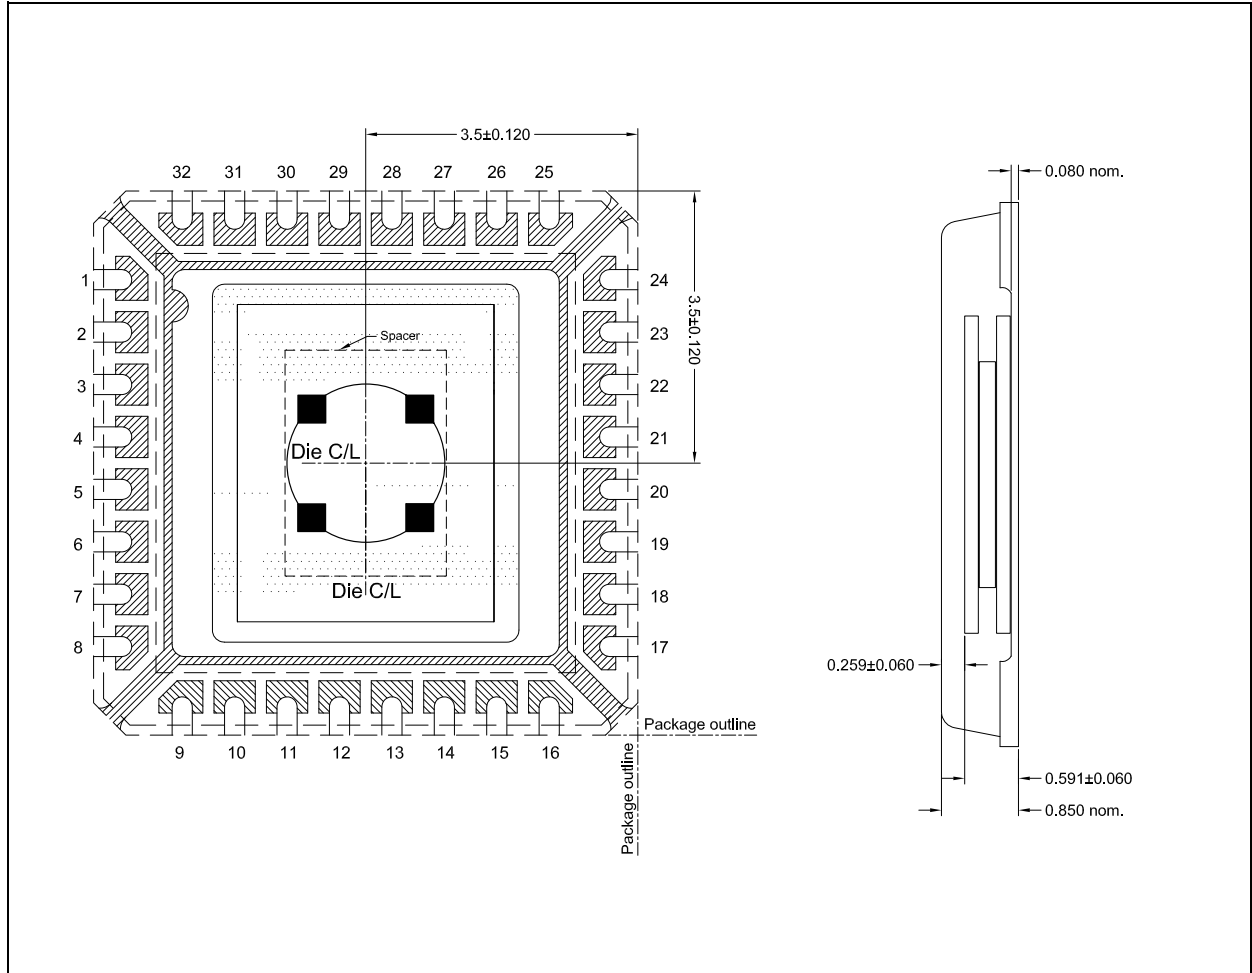 3.5±0.120
32 31 30 29 28 27 26 25
0.080 nom.
1
24
2
23
3.5±0.120
Spacer
3
22
4
21
Die C/L
5
20
6
19
7
18
Die C/L
8
17
0.259±0.060
Package outline
9 10 11 12 13 14 15 16
Package outline
0.591±0.060
0.850 nom.